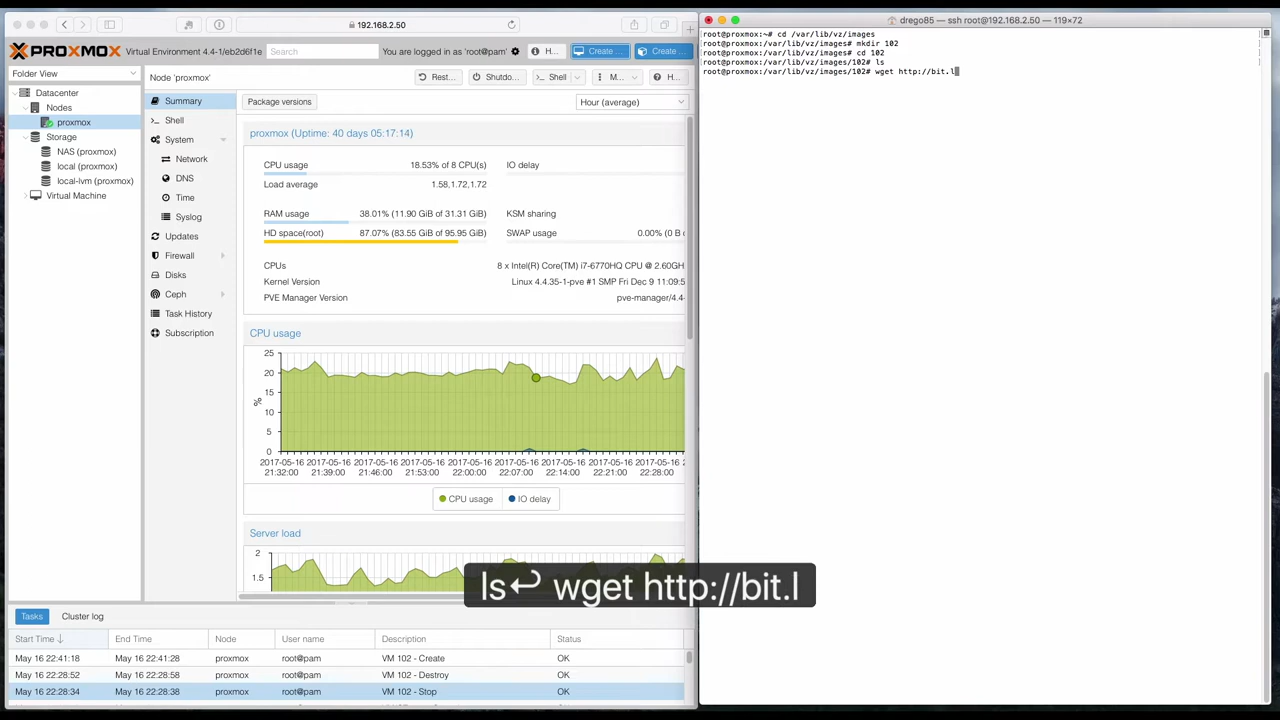 192.168.2.50
PROXMOX Virtual Environment 4.4-1/eb2d6f1e Search You are logged in as 'root@pam' H... Create ... Create ...
Folder View
Datacenter
Nodes
proxmox
Storage
NAS (proxmox)
local (proxmox)
local-lvm (proxmox)
Virtual Machine
Node 'proxmox' Rest... Shutdo... Shell M... H...
Summary
Shell
System
Network
DNS
Time
Syslog
Updates
Firewall
Disks
Ceph
Task History
Subscription
Package versions Hour (average)
proxmox (Uptime: 40 days 05:17:14)
CPU usage 18.53% of 8 CPU(s) IO delay
Load average 1.58,1.72,1.72
RAM usage 38.01% (11.90 GiB of 31.31 GiB) KSM sharing
HD space(root) 87.07% (83.55 GiB of 95.95 GiB) SWAP usage 0.00% (0 B
CPUs 8 x Intel(R) Core(TM) i7-6770HQ CPU @ 2.60GH
Kernel Version Linux 4.4.35-1-pve #1 SMP Fri Dec 9 11:09:5
PVE Manager Version pve-manager/4.4-
CPU usage
25
20
15
10
5
0
%
2017-05-16 2017-05-16 2017-05-16 2017-05-16 2017-05-16 2017-05-16 2017-05-16 2017-05-16 2017-05-16
21:32:00 21:39:00 21:46:00 21:53:00 22:00:00 22:07:00 22:14:00 22:21:00 22:28:00
CPU usage IO delay
Server load
2
1.5
Tasks Cluster log
Start Time End Time Node User name Description Status
May 16 22:41:18 May 16 22:41:28 proxmox root@pam VM 102 - Create OK
May 16 22:28:52 May 16 22:28:58 proxmox root@pam VM 102 - Destroy OK
May 16 22:28:34 May 16 22:28:38 proxmox root@pam VM 102 - Stop OK
drego85 — ssh root@192.168.2.50 — 119×72
root@proxmox:~# cd /var/lib/vz/images
root@proxmox:/var/lib/vz/images# mkdir 102
root@proxmox:/var/lib/vz/images# cd 102
root@proxmox:/var/lib/vz/images/102# ls
root@proxmox:/var/lib/vz/images/102# wget http://bit.l
ls↩ wget http://bit.l